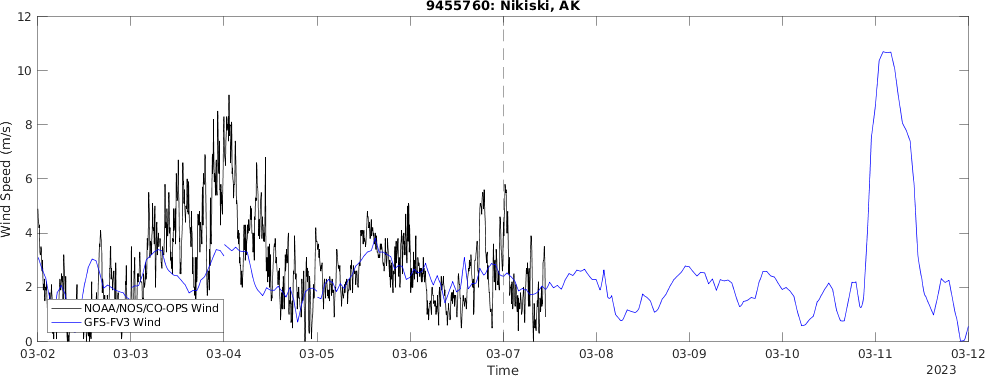 9455760: Nikiski, AK
12
10
8
6
4
2
0
Wind Speed (m/s)
NOAA/NOS/CO-OPS Wind
GFS-FV3 Wind
03-02 03-03 03-04 03-05 03-06 03-07 03-08 03-09 03-10 03-11 03-12
Time
2023